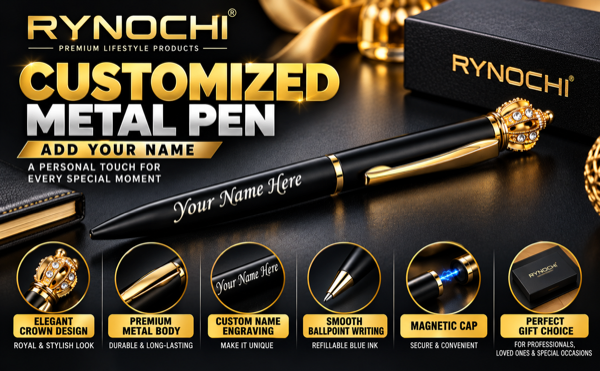 RYNOCHI®
PREMIUM LIFESTYLE PRODUCTS
CUSTOMIZED
METAL PEN
ADD YOUR NAME
A PERSONAL TOUCH FOR
EVERY SPECIAL MOMENT
RYNOCHI®
Your Name Here
Your Name Here
RYNOCHI
ELEGANT
CROWN DESIGN
ROYAL & STYLISH LOOK
PREMIUM
METAL BODY
DURABLE & LONG-LASTING
CUSTOM NAME
ENGRAVING
MAKE IT UNIQUE
SMOOTH
BALLPOINT WRITING
REFILLABLE BLUE INK
MAGNETIC CAP
SECURE & CONVENIENT
PERFECT
GIFT CHOICE
FOR PROFESSIONALS,
LOVED ONES & SPECIAL OCCASIONS